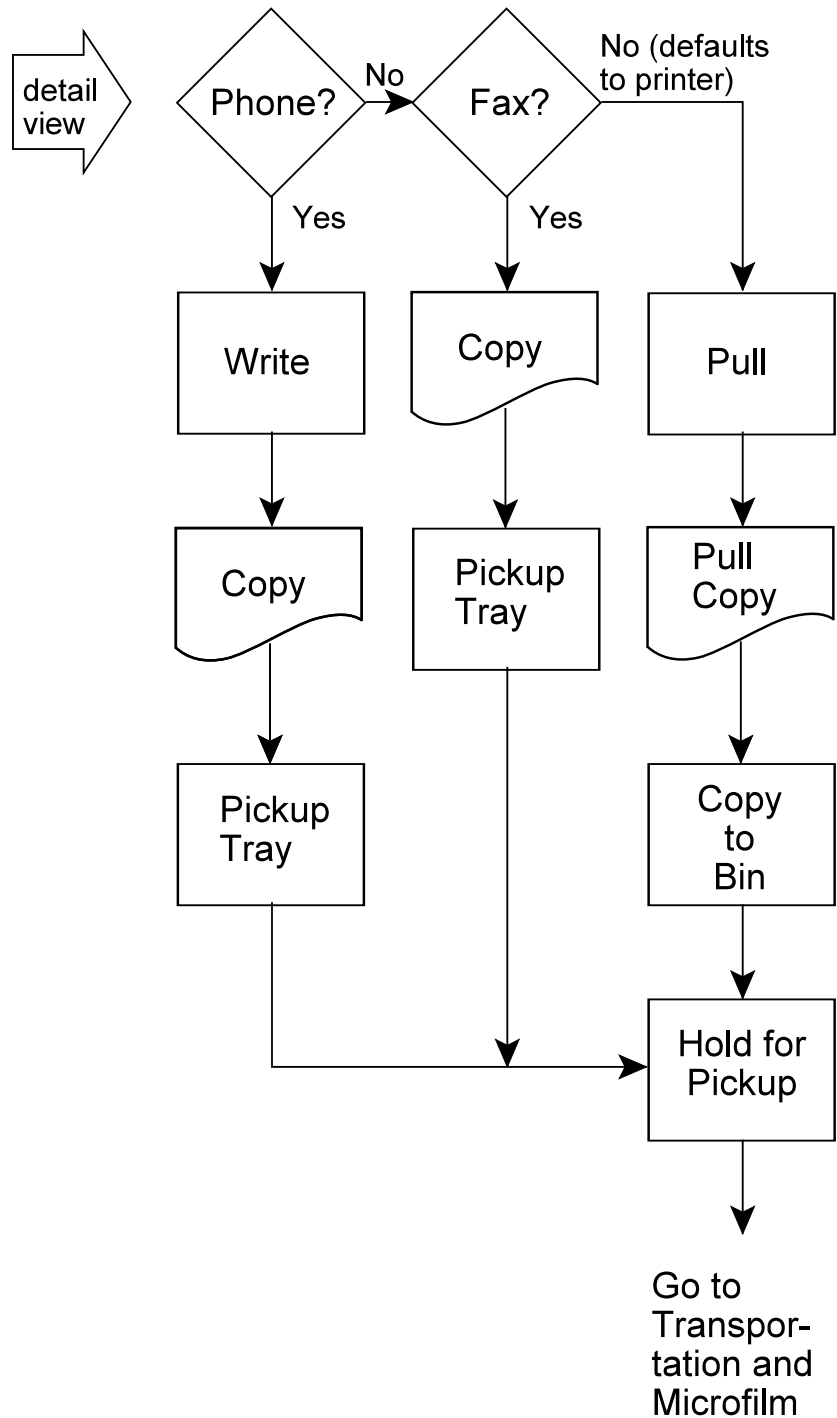 detail
view
Phone?
No
Fax?
No (defaults
to printer)
Yes
Yes
Write
Copy
Pull
Copy
Pickup
Tray
Pull
Copy
Pickup
Tray
Copy
to
Bin
Hold for
Pickup
Go to
Transpor-
tation and
Microfilm